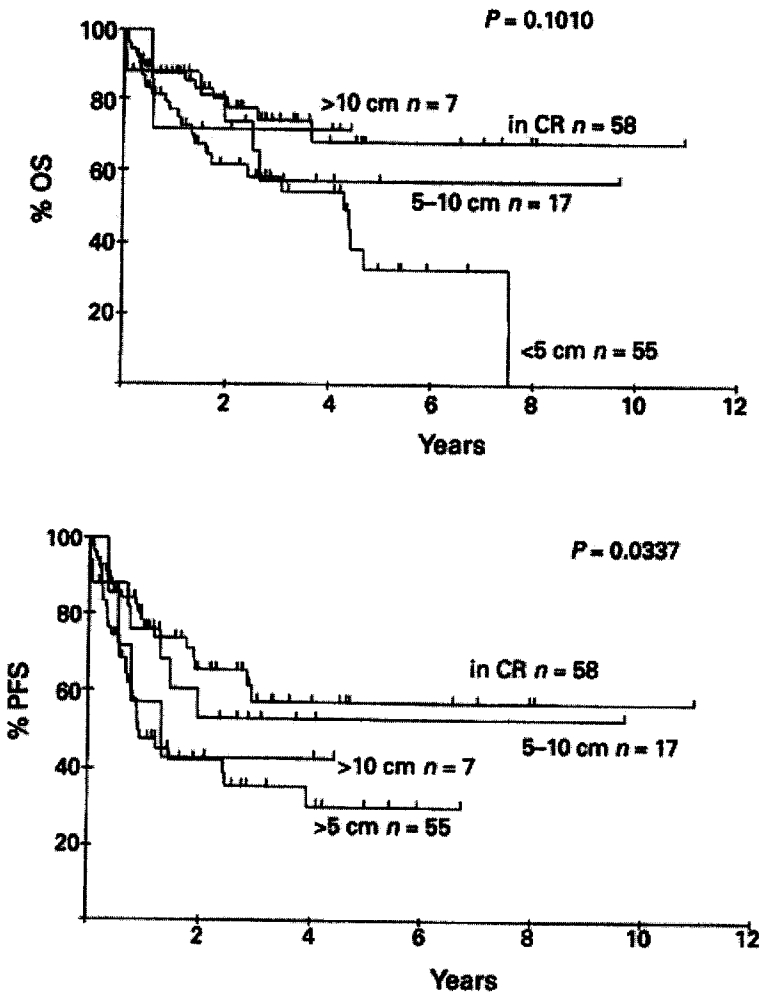 P = 0.1010
100
80
60
40
20
% OS
>10 cm n = 7
in CR n = 58
5–10 cm n = 17
<5 cm n = 55
2 4 6 8 10 12
Years
P = 0.0337
100
80
60
40
20
% PFS
in CR n = 58
5–10 cm n = 17
>10 cm n = 7
>5 cm n = 55
2 4 6 8 10 12
Years